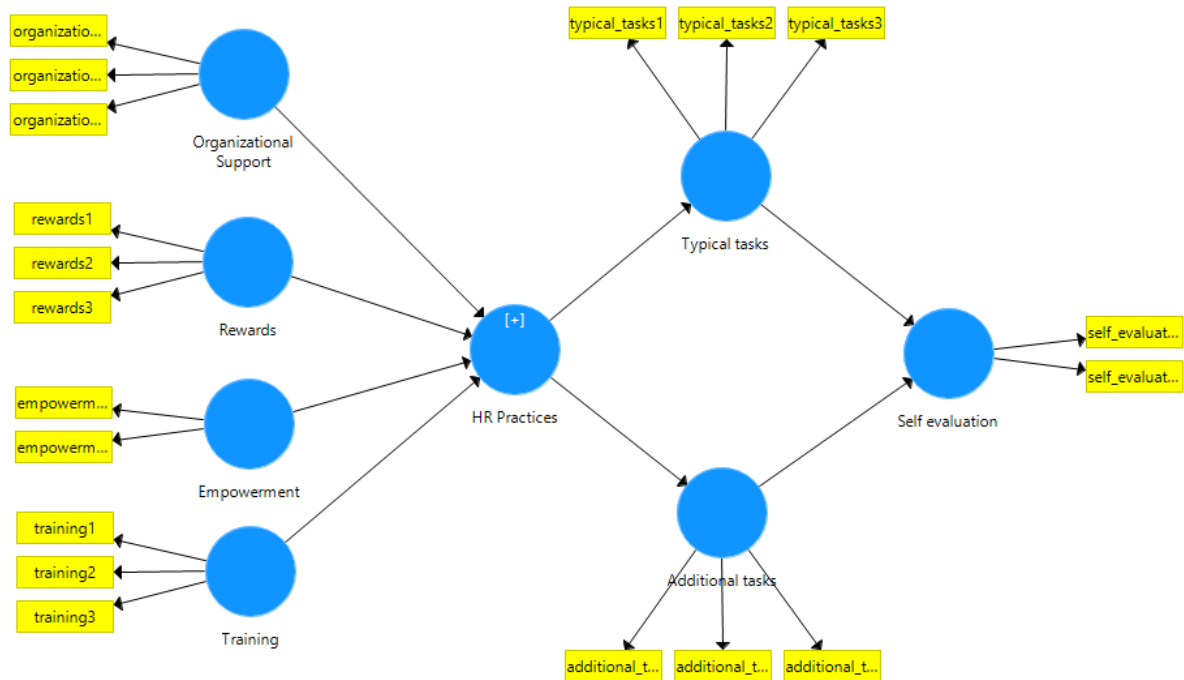 organizatio...
organizatio...
organizatio...
Organizational
Support
rewards1
rewards2
rewards3
Rewards
empowerm...
empowerm...
Empowerment
training1
training2
training3
Training
[+]
HR Practices
typical_tasks1
typical_tasks2
typical_tasks3
Typical tasks
Additional tasks
additional_t...
additional_t...
additional_t...
self_evaluat...
self_evaluat...
Self evaluation